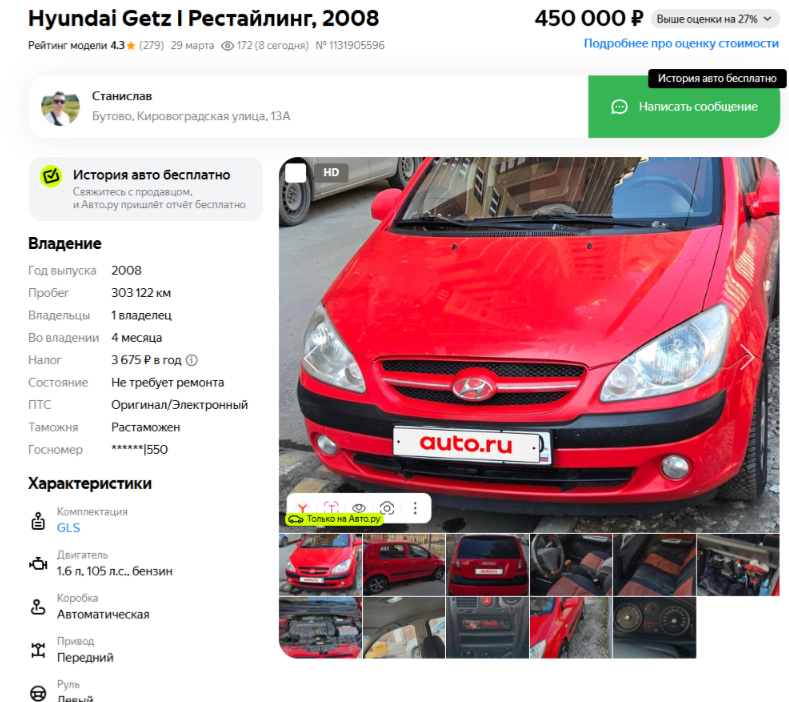 Hyundai Getz I Рестайлинг, 2008
450 000 ₽ Выше оценки на 27%
Рейтинг модели 4.3 (279) 29 марта 172 (8 сегодня) № 1131905596
Подробнее про оценку стоимости
История авто бесплатно
Станислав
Бутово, Кировоградская улица, 13А
Написать сообщение
История авто бесплатно
Свяжитесь с продавцом,
и Авто.ру пришлёт отчёт бесплатно
HD
Владение
Год выпуска 2008
Пробег 303 122 км
Владельцы 1 владелец
Во владении 4 месяца
Налог 3 675 ₽ в год
Состояние Не требует ремонта
ПТС Оригинал/Электронный
Таможня Растаможен
Госномер ******|550
auto.ru
Только на Авто.ру
Характеристики
Комплектация
GLS
Двигатель
1.6 л, 105 л.с., бензин
Коробка
Автоматическая
Привод
Передний
Руль
Левый